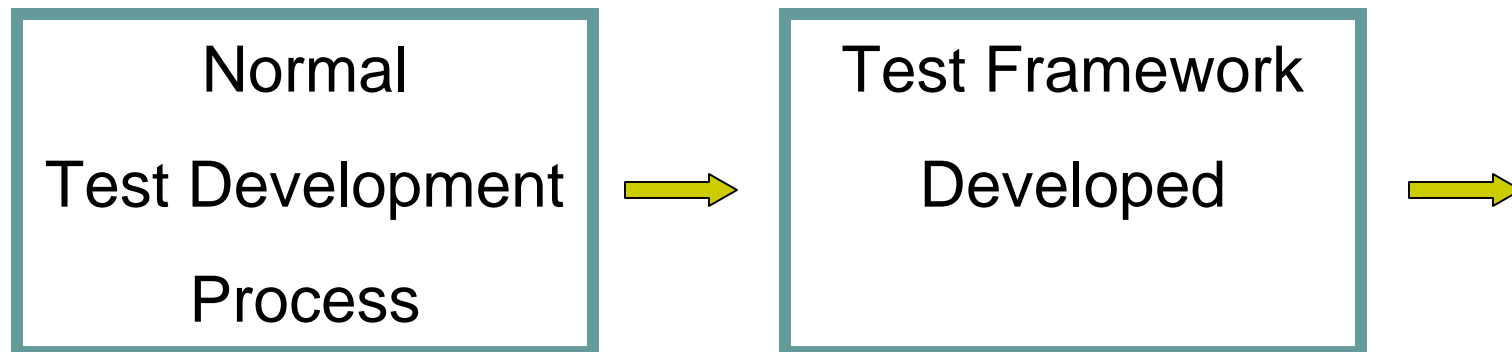 Normal
Test Development
Process
Test Framework
Developed